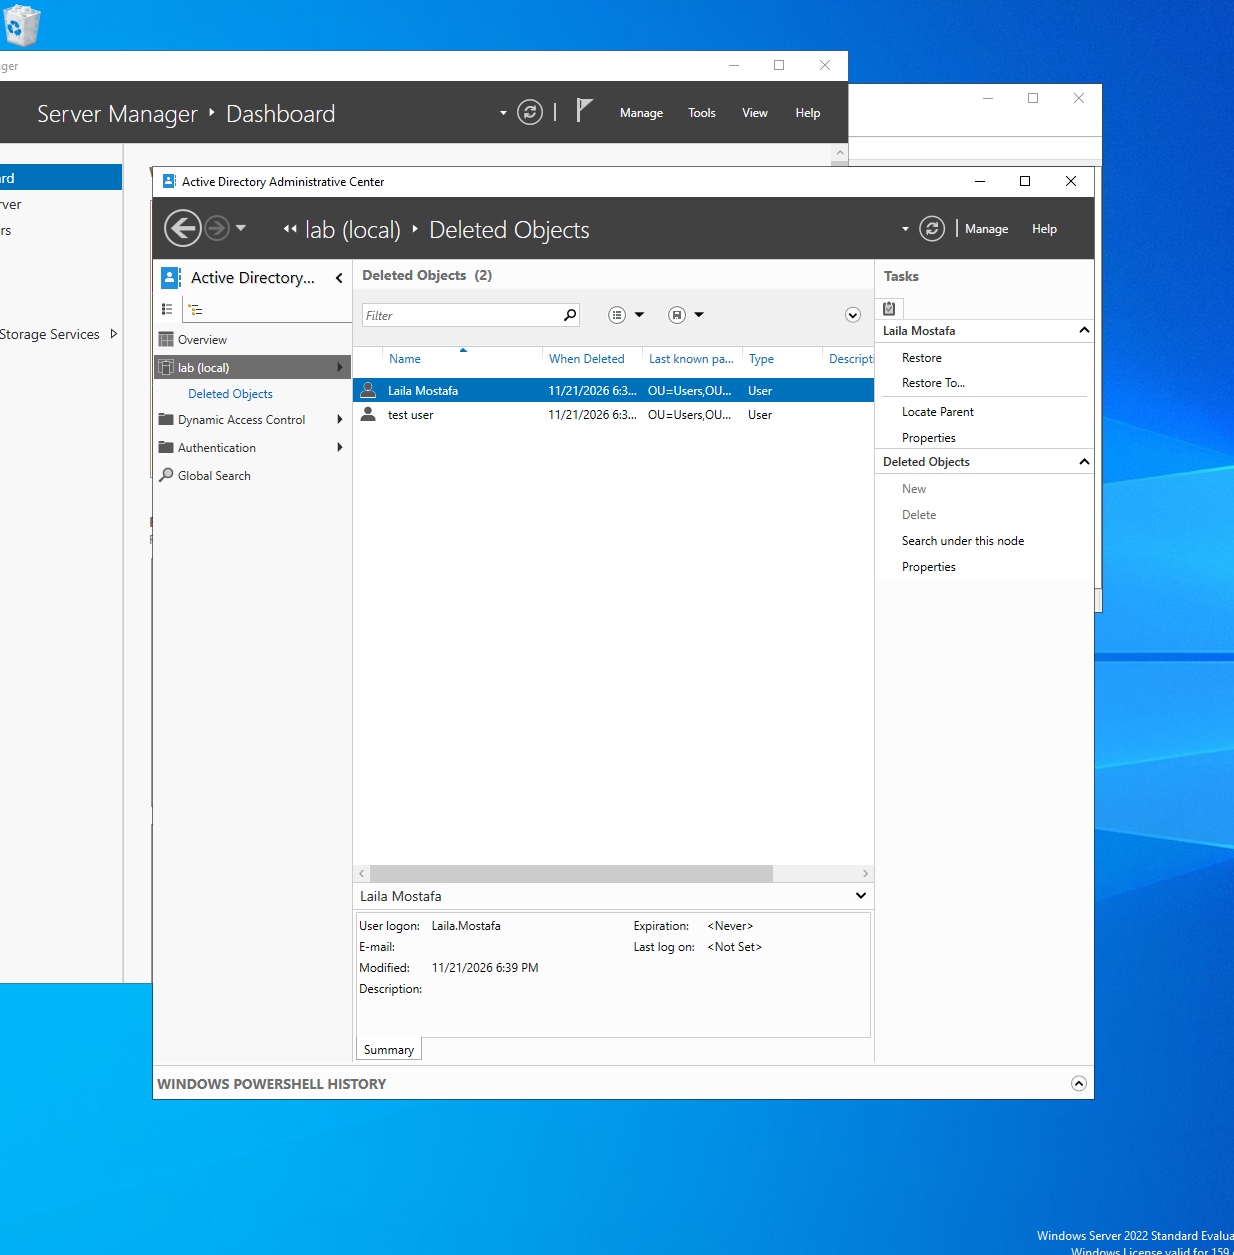 ger
Server Manager Dashboard
Manage Tools View Help
rd
ver
rs
Storage Services
Active Directory Administrative Center
lab (local) Deleted Objects
Manage Help
Active Directory...
Overview
lab (local)
Deleted Objects
Dynamic Access Control
Authentication
Global Search
Deleted Objects (2)
Filter
Name When Deleted Last known pa... Type Descripti
Laila Mostafa 11/21/2026 6:3... OU=Users,OU... User
test user 11/21/2026 6:3... OU=Users,OU... User
Laila Mostafa
User logon: Laila.Mostafa Expiration: <Never>
E-mail: Last log on: <Not Set>
Modified: 11/21/2026 6:39 PM
Description:
Summary
Tasks
Laila Mostafa
Restore
Restore To...
Locate Parent
Properties
Deleted Objects
New
Delete
Search under this node
Properties
WINDOWS POWERSHELL HISTORY
Windows Server 2022 Standard Evalua
Windows License valid for 159